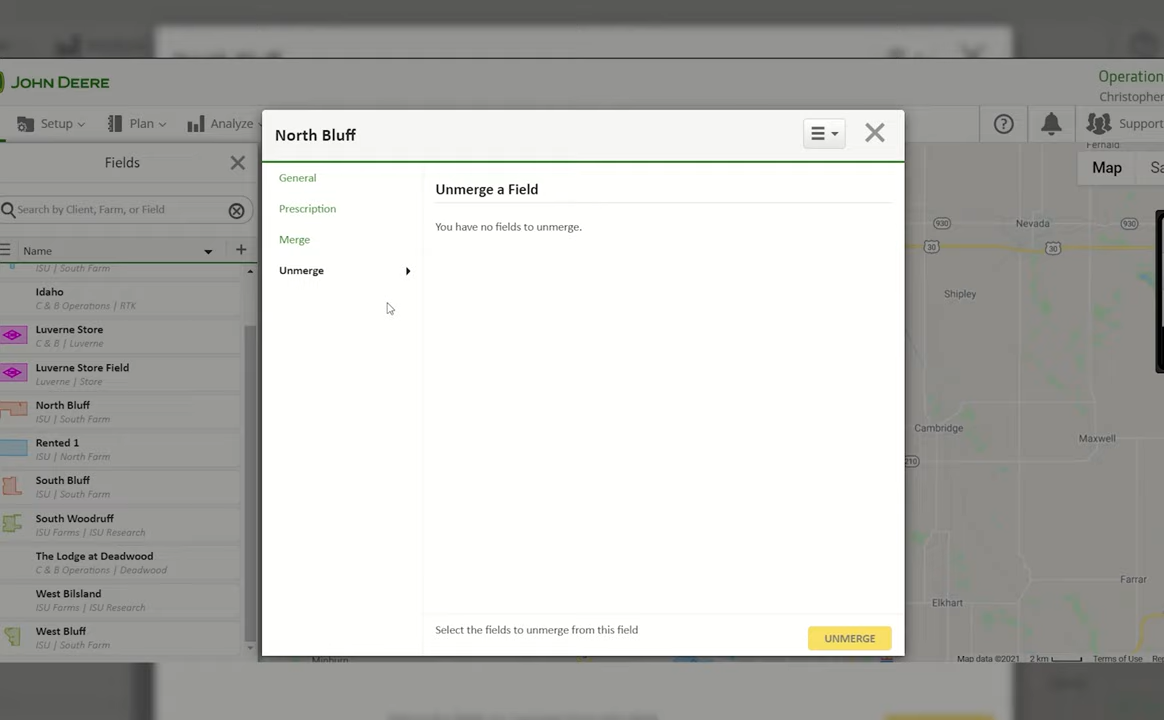 JOHN DEERE
Operation
Christopher
Setup
Plan
Analyze
Support
North Bluff
Fields
Search by Client, Farm, or Field
Name
ISU | South Farm
Idaho
C & B Operations | RTK
Luverne Store
C & B | Luverne
Luverne Store Field
Luverne | Store
North Bluff
ISU | South Farm
Rented 1
ISU | North Farm
South Bluff
ISU | South Farm
South Woodruff
ISU Farms | ISU Research
The Lodge at Deadwood
C & B Operations | Deadwood
West Bilsland
ISU Farms | ISU Research
West Bluff
ISU | South Farm
General
Prescription
Merge
Unmerge
Unmerge a Field
You have no fields to unmerge.
Select the fields to unmerge from this field
UNMERGE
Fernald
Map
Sa
930
Nevada
930
30
30
Shipley
Cambridge
Maxwell
210
Elkhart
Farrar
Map data ©2021
2 km
Terms of Use
Re